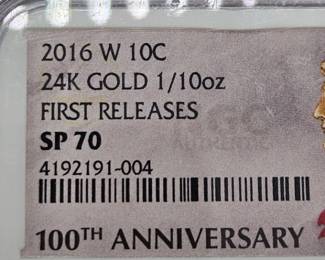 2016 W 10C
24K GOLD 1/10oz
FIRST RELEASES
SP 70
4192191-004
100TH ANNIVERSARY